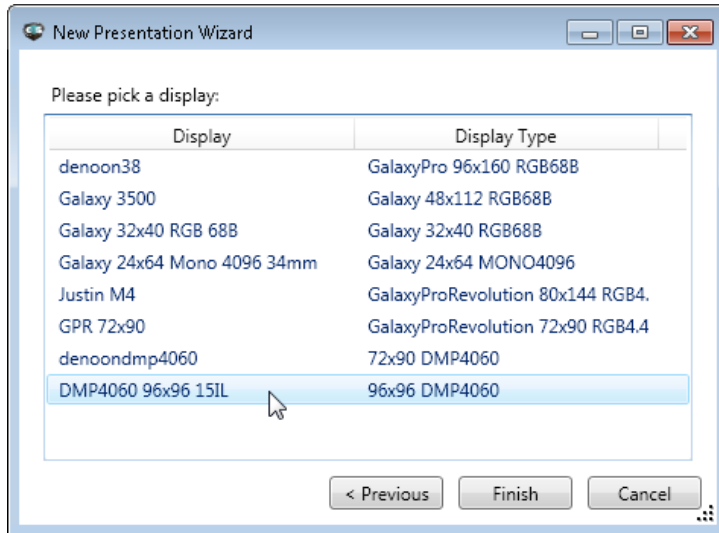 New Presentation Wizard
Please pick a display:
Display Display Type
denoon38 GalaxyPro 96x160 RGB68B
Galaxy 3500 Galaxy 48x112 RGB68B
Galaxy 32x40 RGB 68B Galaxy 32x40 RGB68B
Galaxy 24x64 Mono 4096 34mm Galaxy 24x64 MONO4096
Justin M4 GalaxyProRevolution 80x144 RGB4.
GPR 72x90 GalaxyProRevolution 72x90 RGB4.4
denoondmp4060 72x90 DMP4060
DMP4060 96x96 15IL 96x96 DMP4060
< Previous Finish Cancel